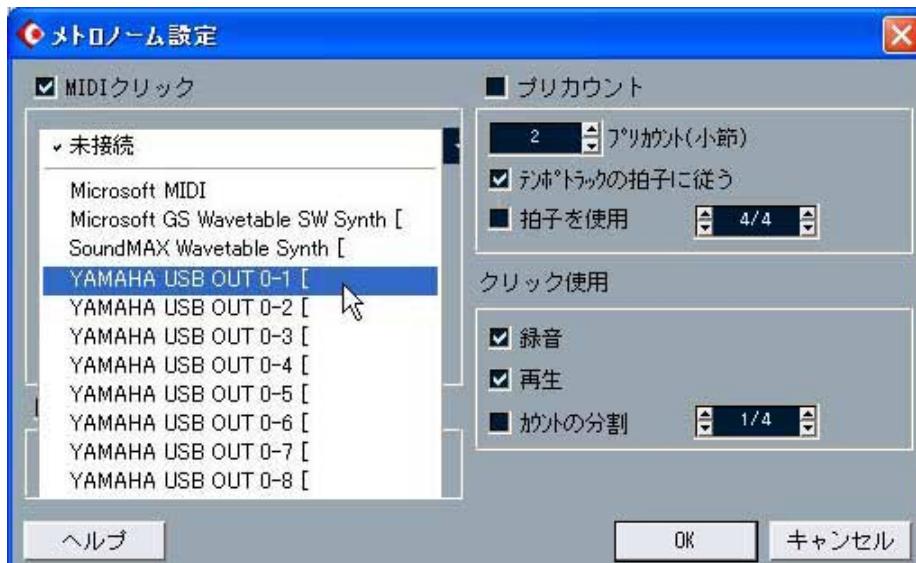 メトロノーム設定
MIDIクリック
未接続
Microsoft MIDI
Microsoft GS Wavetable SW Synth [
SoundMAX Wavetable Synth [
YAMAHA USB OUT 0-1 [
YAMAHA USB OUT 0-2 [
YAMAHA USB OUT 0-3 [
YAMAHA USB OUT 0-4 [
YAMAHA USB OUT 0-5 [
YAMAHA USB OUT 0-6 [
YAMAHA USB OUT 0-7 [
YAMAHA USB OUT 0-8 [
プリカウント
2 プリカウント(小節)
テンポトラックの拍子に従う
拍子を使用 4/4
クリック使用
録音
再生
カウントの分割 1/4
ヘルプ
OK
キャンセル